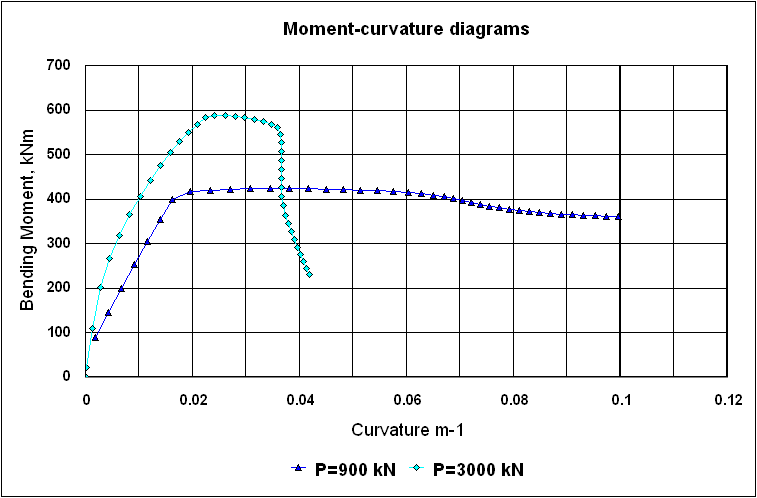 Moment-curvature diagrams
700
600
500
400
300
200
100
0
Bending Moment, kNm
0 0.02 0.04 0.06 0.08 0.1 0.12
Curvature m-1
P=900 kN P=3000 kN